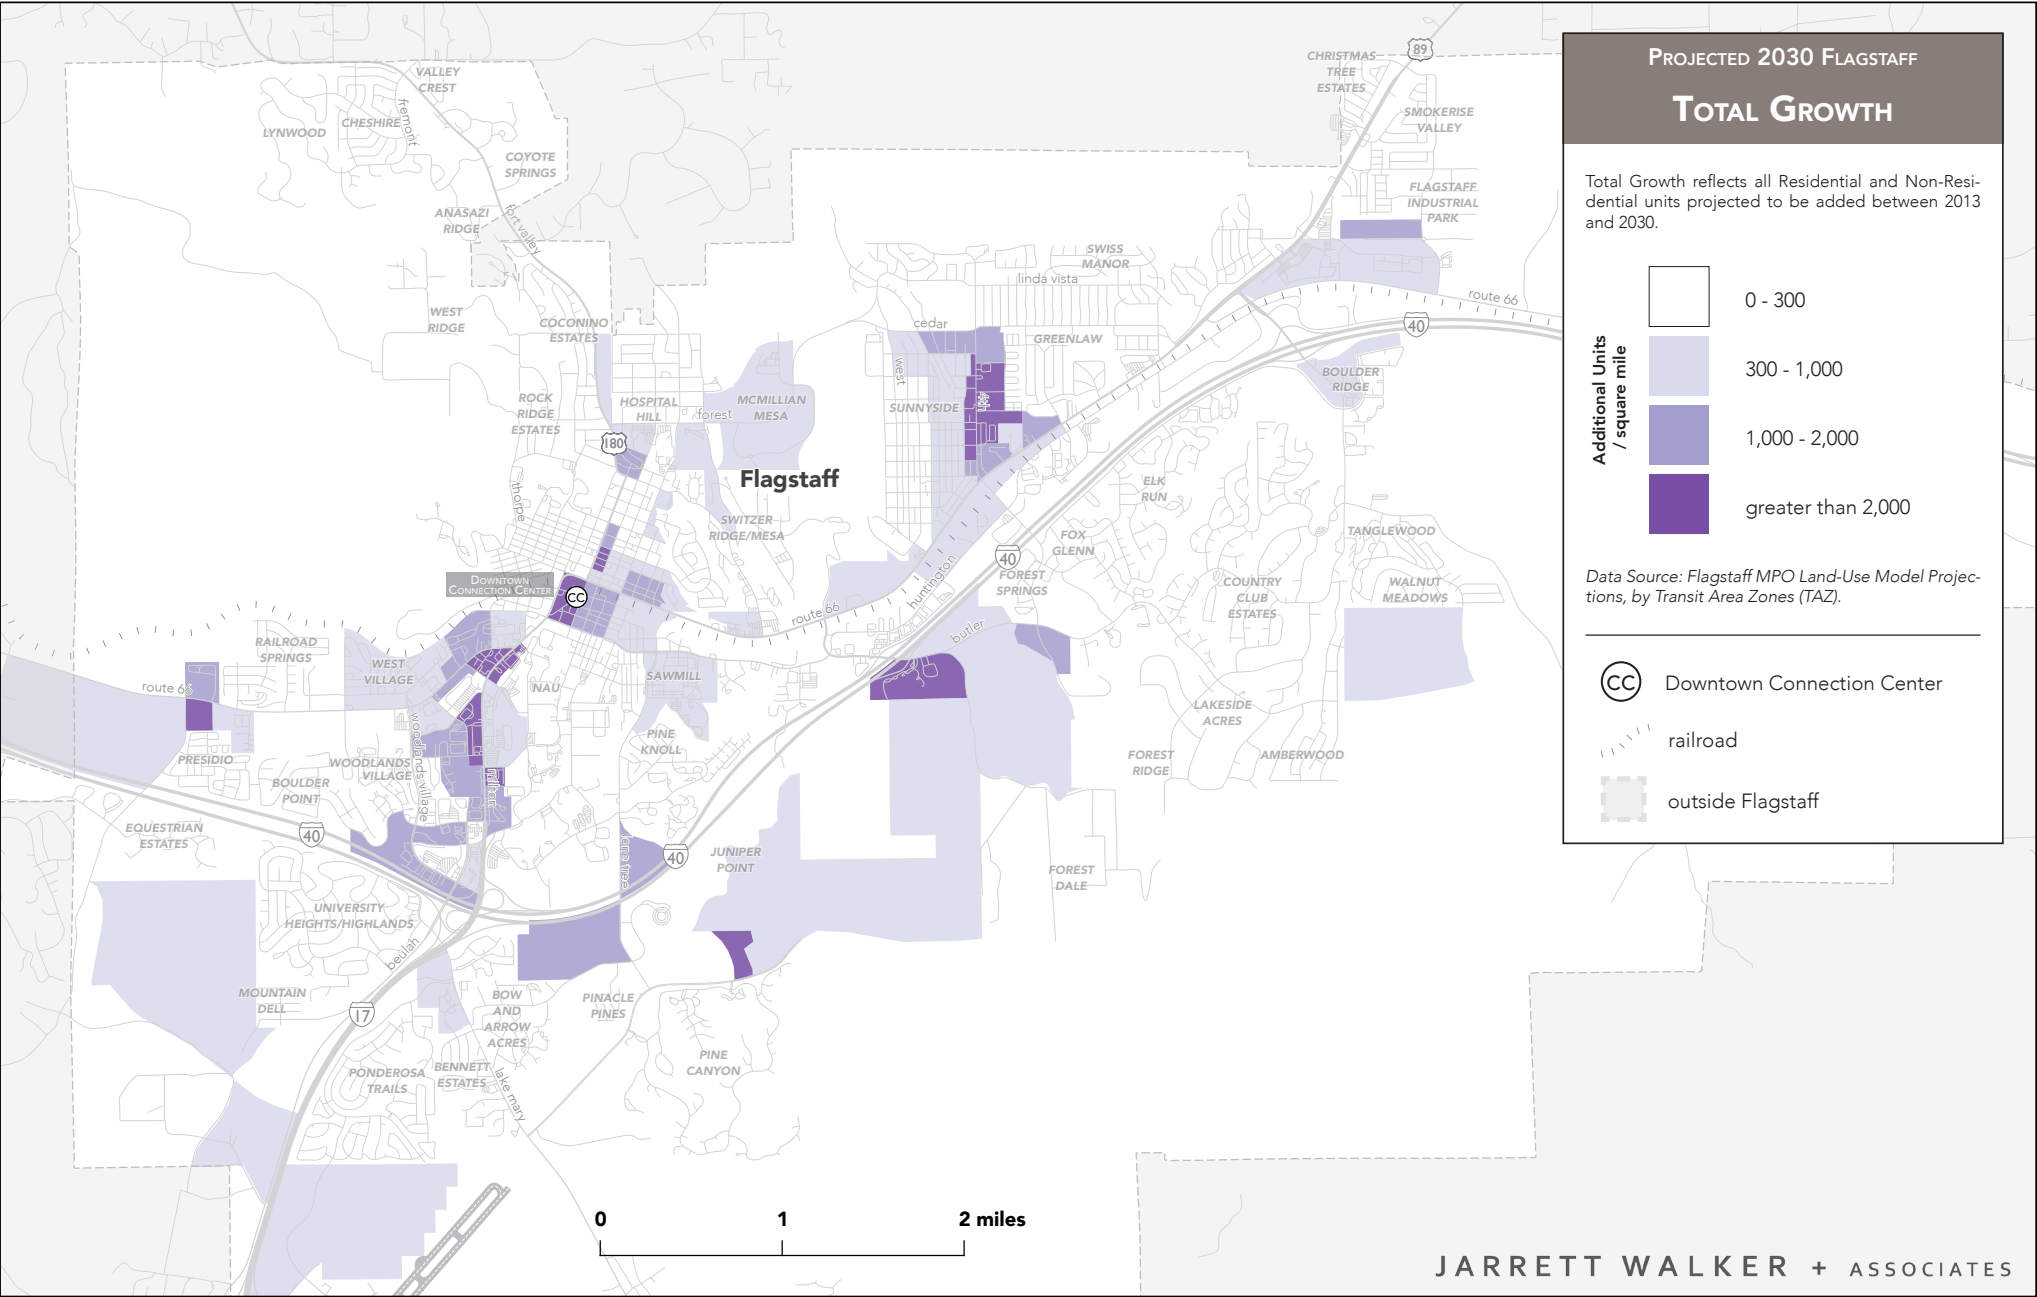 PROJECTED 2030 FLAGSTAFF
TOTAL GROWTH
Total Growth reflects all Residential and Non-Resi-
dential units projected to be added between 2013
and 2030.
Additional Units
/ square mile
0 - 300
300 - 1,000
1,000 - 2,000
greater than 2,000
Data Source: Flagstaff MPO Land-Use Model Projec-
tions, by Transit Area Zones (TAZ).
CC Downtown Connection Center
railroad
outside Flagstaff
VALLEY
CREST
fremont
CHESHIRE
LYNWOOD
COYOTE
SPRINGS
ANASAZI
RIDGE
fort valley
CHRISTMAS
TREE
ESTATES
89
SMOKERISE
VALLEY
FLAGSTAFF
INDUSTRIAL
PARK
SWISS
MANOR
linda vista
route 66
40
WEST
RIDGE
COCONINO
ESTATES
cedar
GREENLAW
west
BOULDER
RIDGE
ROCK
RIDGE
ESTATES
HOSPITAL
HILL
forest
MCMILLIAN
MESA
SUNNYSIDE
4th
180
Flagstaff
thorpe
SWITZER
RIDGE/MESA
ELK
RUN
FOX
GLENN
TANGLEWOOD
40
FOREST
SPRINGS
huntington
COUNTRY
CLUB
ESTATES
WALNUT
MEADOWS
DOWNTOWN
CONNECTION CENTER
CC
route 66
butler
RAILROAD
SPRINGS
WEST
VILLAGE
route 66
NAU
SAWMILL
LAKESIDE
ACRES
woodlands village
PINE
KNOLL
PRESIDIO
WOODLANDS
VILLAGE
FOREST
RIDGE
AMBERWOOD
BOULDER
POINT
milton
EQUESTRIAN
ESTATES
40
lone tree
40
JUNIPER
POINT
FOREST
DALE
UNIVERSITY
HEIGHTS/HIGHLANDS
beulah
MOUNTAIN
DELL
17
BOW
AND
ARROW
ACRES
PINACLE
PINES
PINE
CANYON
PONDEROSA
TRAILS
BENNETT
ESTATES
lake mary
0 1 2 miles
JARRETT WALKER + ASSOCIATES